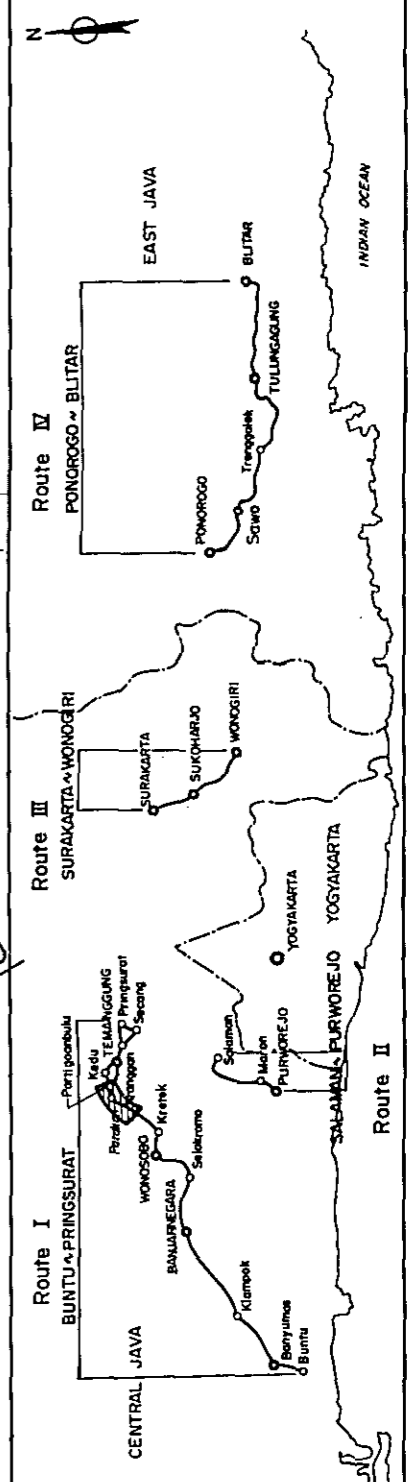 N
Route I
BUNTU ~ PRINGSURAT
CENTRAL JAVA
Parrigoanbulu
Kedu
TEMANGGUNG
Pringsurat
Secang
Kranggan
Parakan
Kretek
WONOSOBO
Selokromo
BANJARNEGARA
Klampok
Banyumas
Buntu
Route II
SALAMAN ~ PURWOREJO
Salaman
Maron
PURWOREJO
YOGYAKARTA
YOGYAKARTA
Route III
SURAKARTA ~ WONOGIRI
SURAKARTA
SUKOHARJO
WONOGIRI
Route IV
PONOROGO ~ BLITAR
EAST JAVA
PONOROGO
Sawo
Trenggalek
TULUNGAGUNG
BLITAR
INDIAN OCEAN